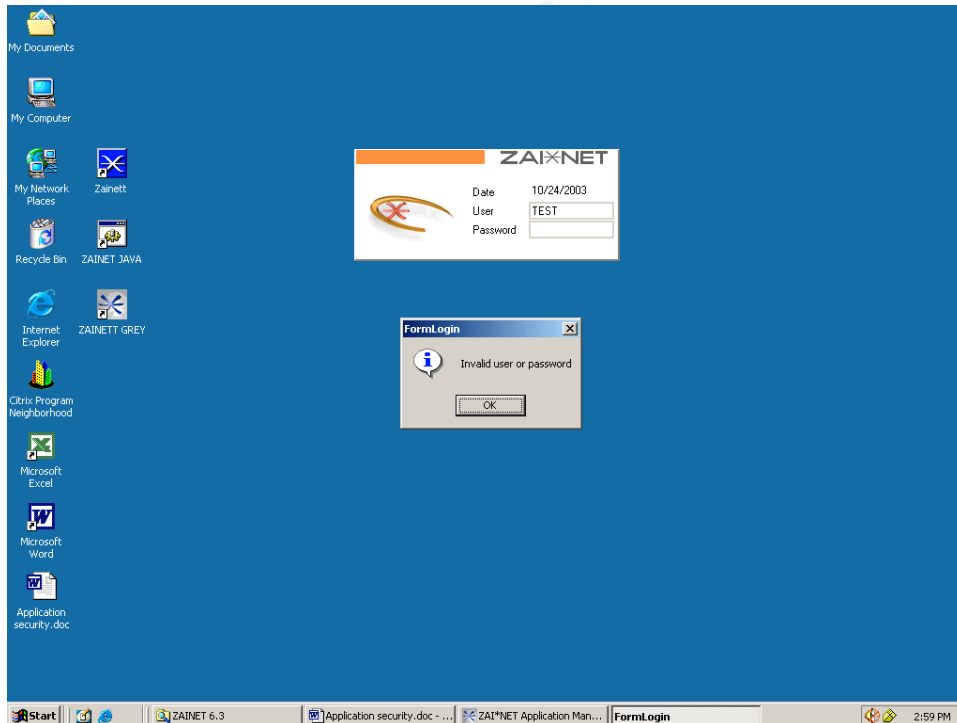 My Documents
My Computer
My Network
Places
Zainett
Recycle Bin
ZAINET JAVA
Internet
Explorer
ZAINETT GREY
Citrix Program
Neighborhood
Microsoft
Excel
Microsoft
Word
Application
security.doc
ZAI*NET
Date 10/24/2003
User TEST
Password
FormLogin
Invalid user or password
OK
Start
ZAINET 6.3
Application security.doc - ...
ZAI*NET Application Man...
FormLogin
2:59 PM